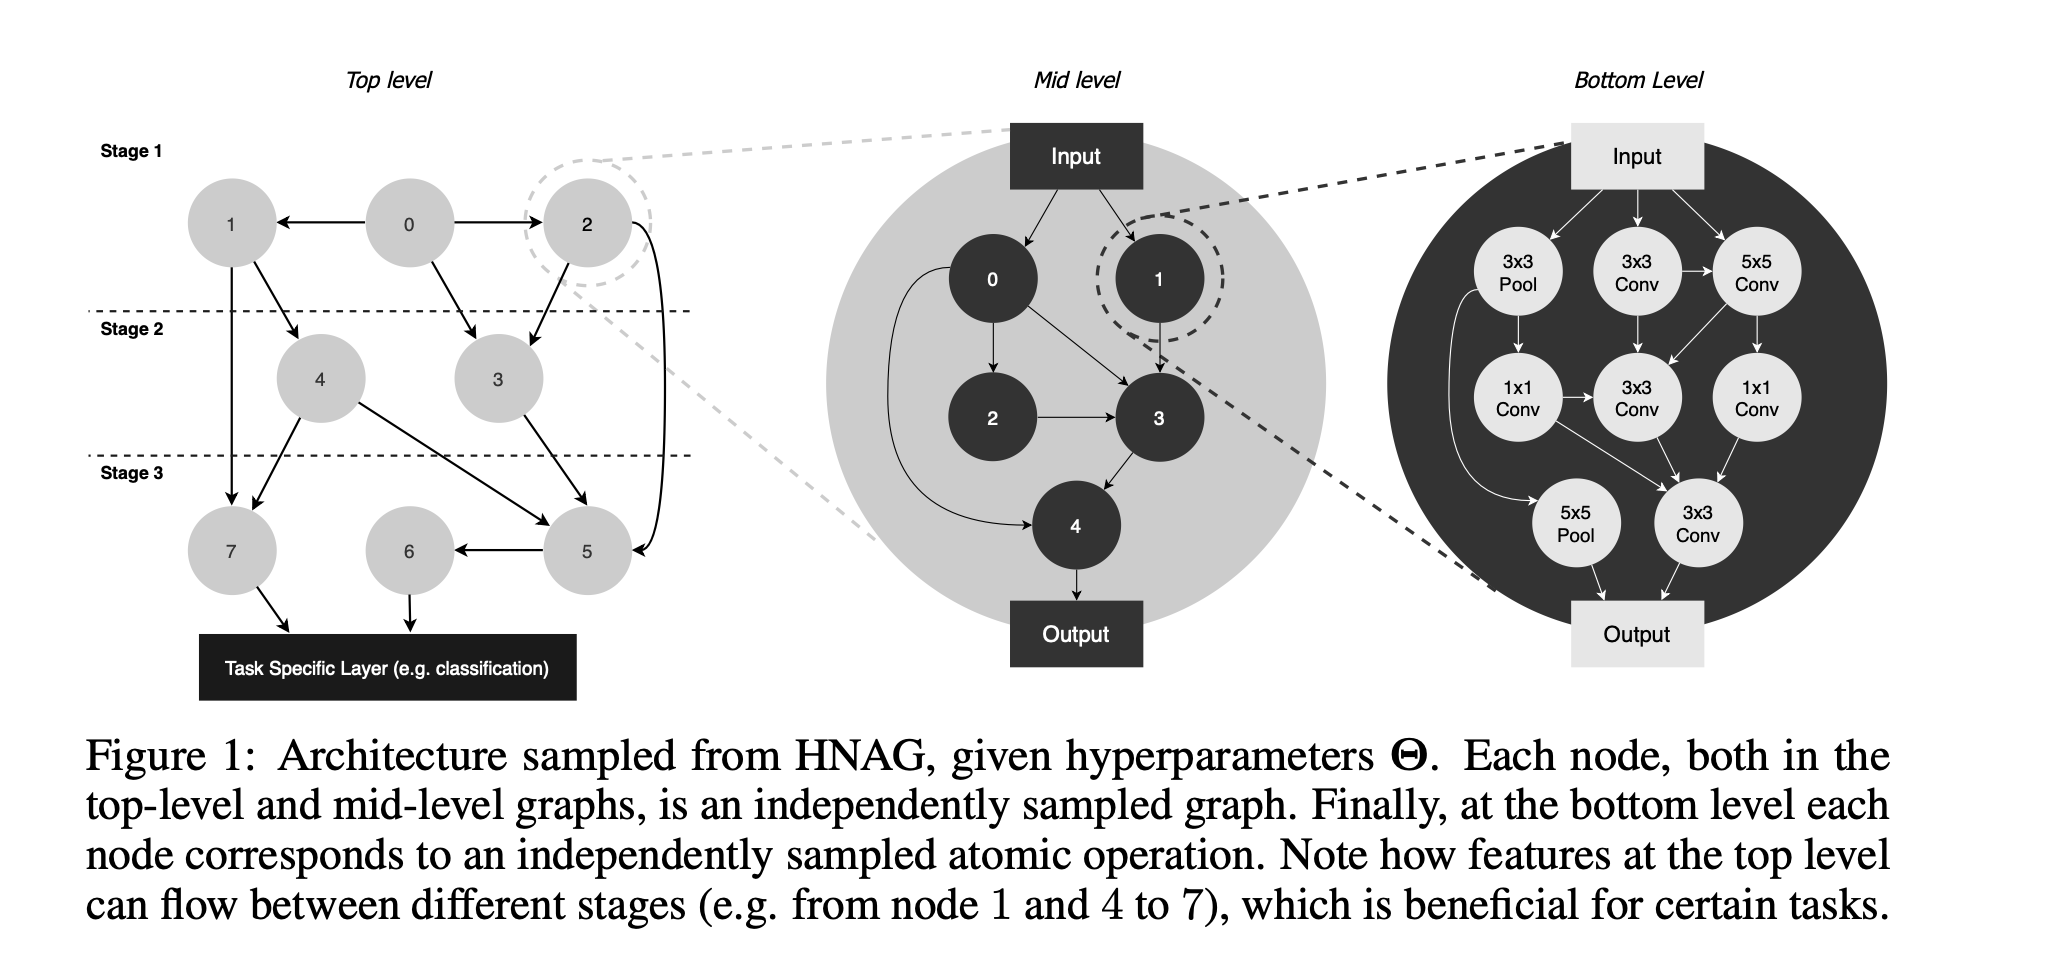 Top level
Mid level
Bottom Level
Stage 1
1
0
2
Stage 2
4
3
Stage 3
7
6
5
Task Specific Layer (e.g. classification)
Input
0
1
2
3
4
Output
Input
3x3
Pool
3x3
Conv
5x5
Conv
1x1
Conv
3x3
Conv
1x1
Conv
5x5
Pool
3x3
Conv
Output
Figure 1: Architecture sampled from HNAG, given hyperparameters Θ. Each node, both in the
top-level and mid-level graphs, is an independently sampled graph. Finally, at the bottom level each
node corresponds to an independently sampled atomic operation. Note how features at the top level
can flow between different stages (e.g. from node 1 and 4 to 7), which is beneficial for certain tasks.